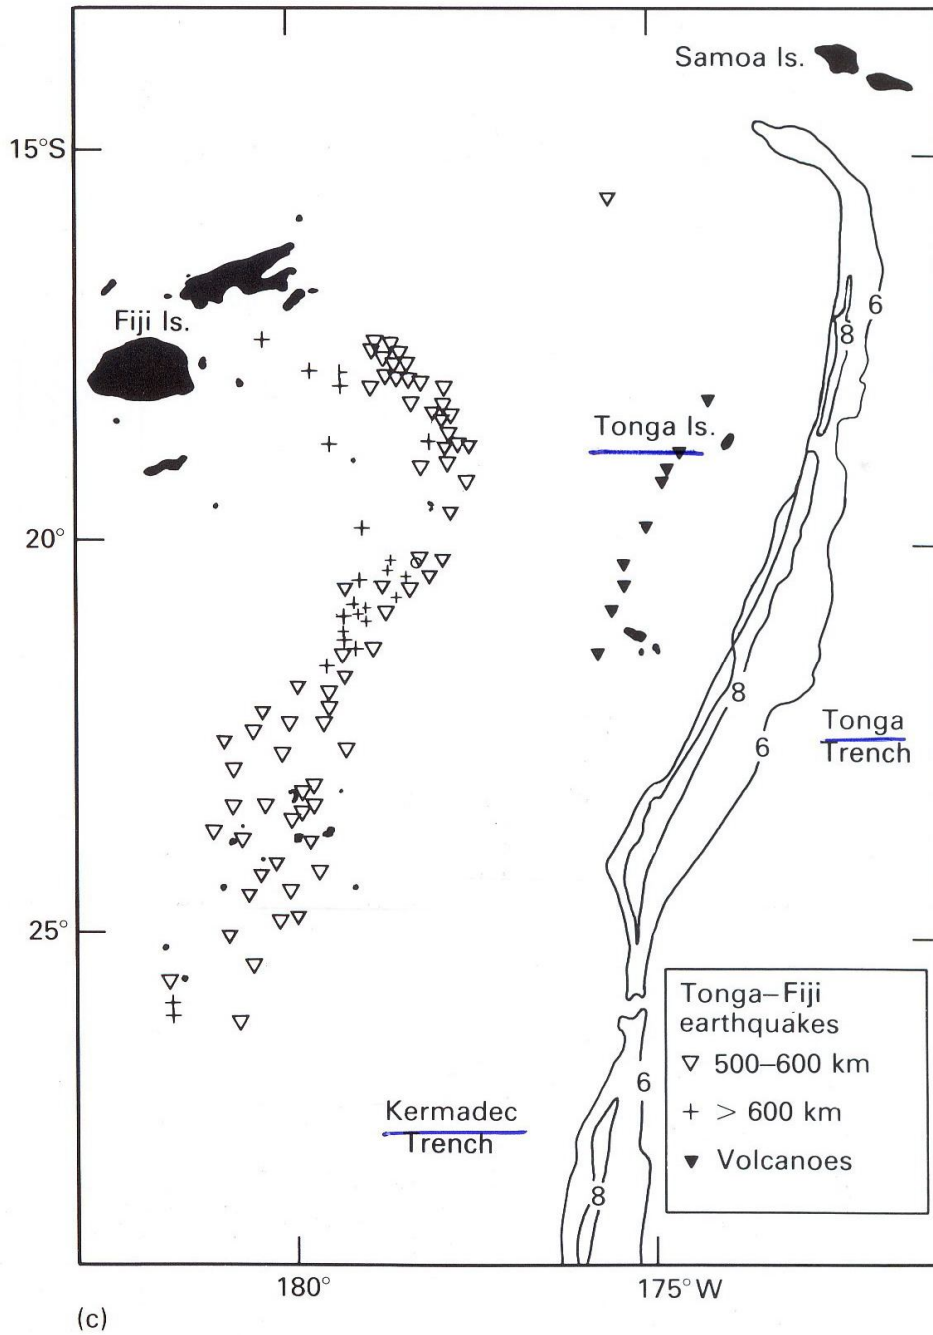 Samoa Is.
15°S
Fiji Is.
6
8
Tonga Is.
20°
8
6
Tonga
Trench
25°
Tonga–Fiji
earthquakes
▽ 500–600 km
+ > 600 km
▼ Volcanoes
6
Kermadec
Trench
8
180°
175°W
(c)